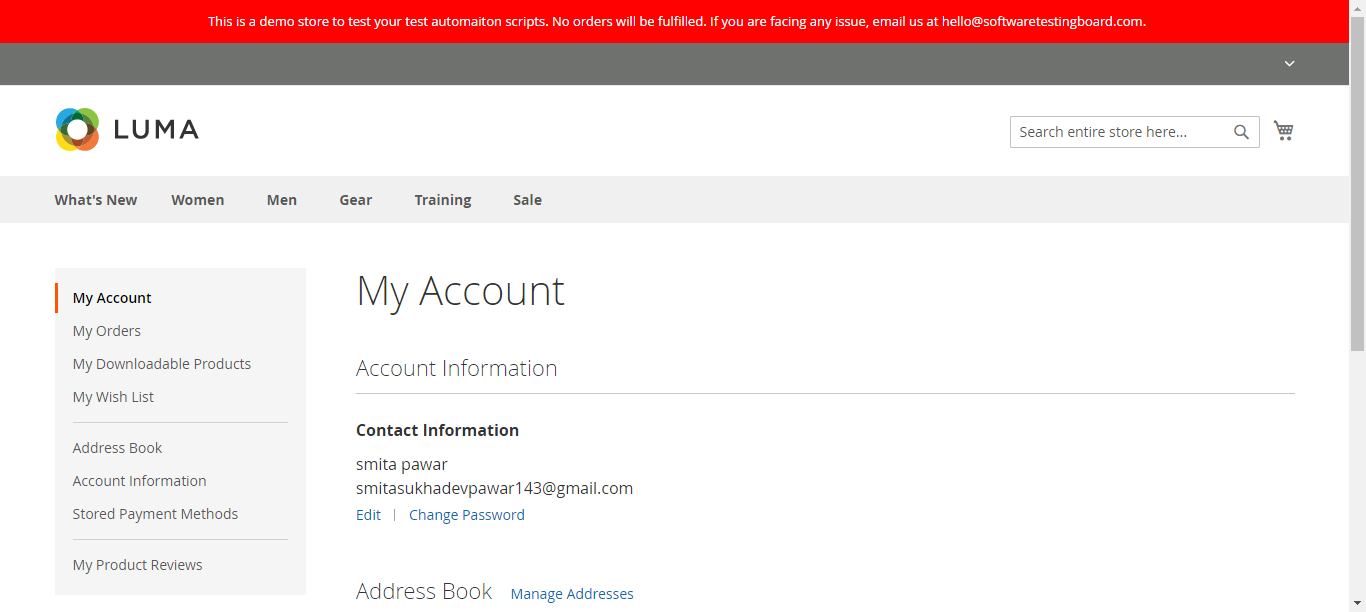 This is a demo store to test your test automaiton scripts. No orders will be fulfilled. If you are facing any issue, email us at hello@softwaretestingboard.com.
LUMA
Search entire store here...
What's New Women Men Gear Training Sale
My Account
My Orders
My Downloadable Products
My Wish List
Address Book
Account Information
Stored Payment Methods
My Product Reviews
My Account
Account Information
Contact Information
smita pawar
smitasukhadevpawar143@gmail.com
Edit | Change Password
Address Book Manage Addresses